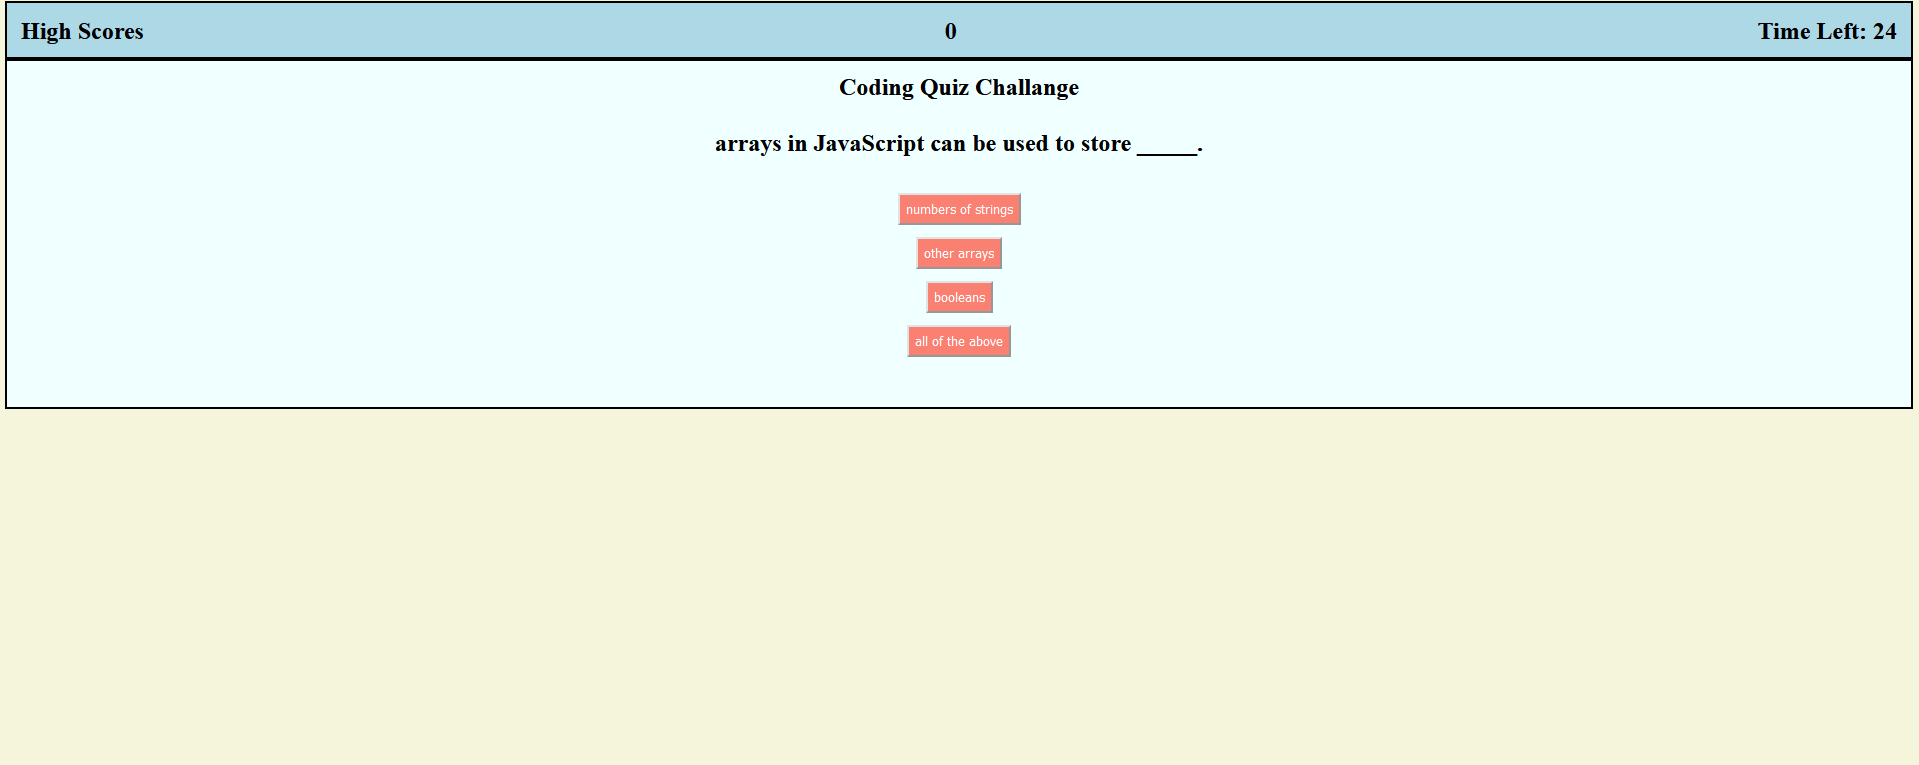 High Scores 0 Time Left: 24
Coding Quiz Challange
arrays in JavaScript can be used to store _____.
numbers of strings
other arrays
booleans
all of the above